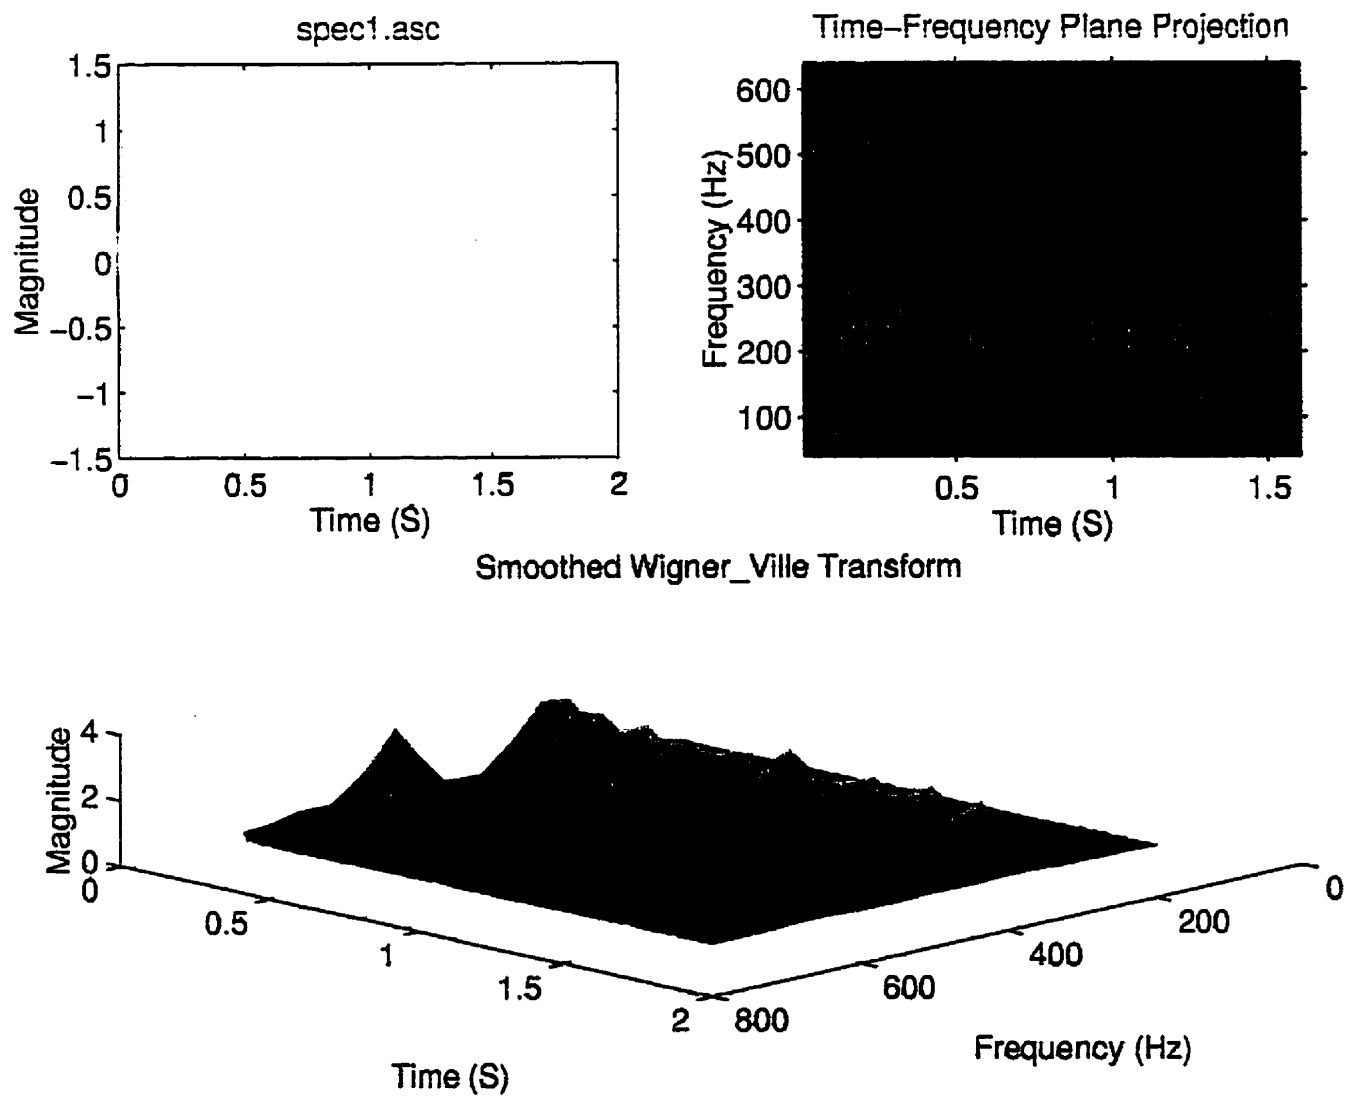 spec1.asc
1.5
1
0.5
0
−0.5
−1
−1.5
Magnitude
0 0.5 1 1.5 2
Time (S)
Time−Frequency Plane Projection
600
500
400
300
200
100
Frequency (Hz)
0.5 1 1.5
Time (S)
Smoothed Wigner_Ville Transform
4
2
0
Magnitude
0 0.5 1 1.5 2
Time (S)
800 600 400 200 0
Frequency (Hz)